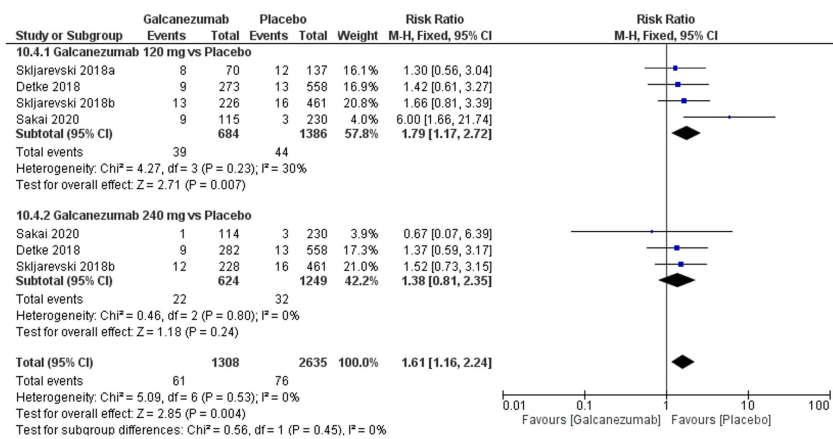 Galcanezumab Placebo Risk Ratio Risk Ratio
Study or Subgroup Events Total Events Total Weight M-H, Fixed, 95% CI M-H, Fixed, 95% CI
10.4.1 Galcanezumab 120 mg vs Placebo
Skljarevski 2018a 8 70 12 137 16.1% 1.30 [0.56, 3.04]
Detke 2018 9 273 13 558 16.9% 1.42 [0.61, 3.27]
Skljarevski 2018b 13 226 16 461 20.8% 1.66 [0.81, 3.39]
Sakai 2020 9 115 3 230 4.0% 6.00 [1.66, 21.74]
Subtotal (95% CI) 684 1386 57.8% 1.79 [1.17, 2.72]
Total events 39 44
Heterogeneity: Chi² = 4.27, df = 3 (P = 0.23); I² = 30%
Test for overall effect: Z = 2.71 (P = 0.007)
10.4.2 Galcanezumab 240 mg vs Placebo
Sakai 2020 1 114 3 230 3.9% 0.67 [0.07, 6.39]
Detke 2018 9 282 13 558 17.3% 1.37 [0.59, 3.17]
Skljarevski 2018b 12 228 16 461 21.0% 1.52 [0.73, 3.15]
Subtotal (95% CI) 624 1249 42.2% 1.38 [0.81, 2.35]
Total events 22 32
Heterogeneity: Chi² = 0.46, df = 2 (P = 0.80); I² = 0%
Test for overall effect: Z = 1.18 (P = 0.24)
Total (95% CI) 1308 2635 100.0% 1.61 [1.16, 2.24]
Total events 61 76
Heterogeneity: Chi² = 5.09, df = 6 (P = 0.53); I² = 0%
Test for overall effect: Z = 2.85 (P = 0.004)
Test for subgroup differences: Chi² = 0.56, df = 1 (P = 0.45), I² = 0%
0.01 0.1 1 10 100
Favours [Galcanezumab] Favours [Placebo]